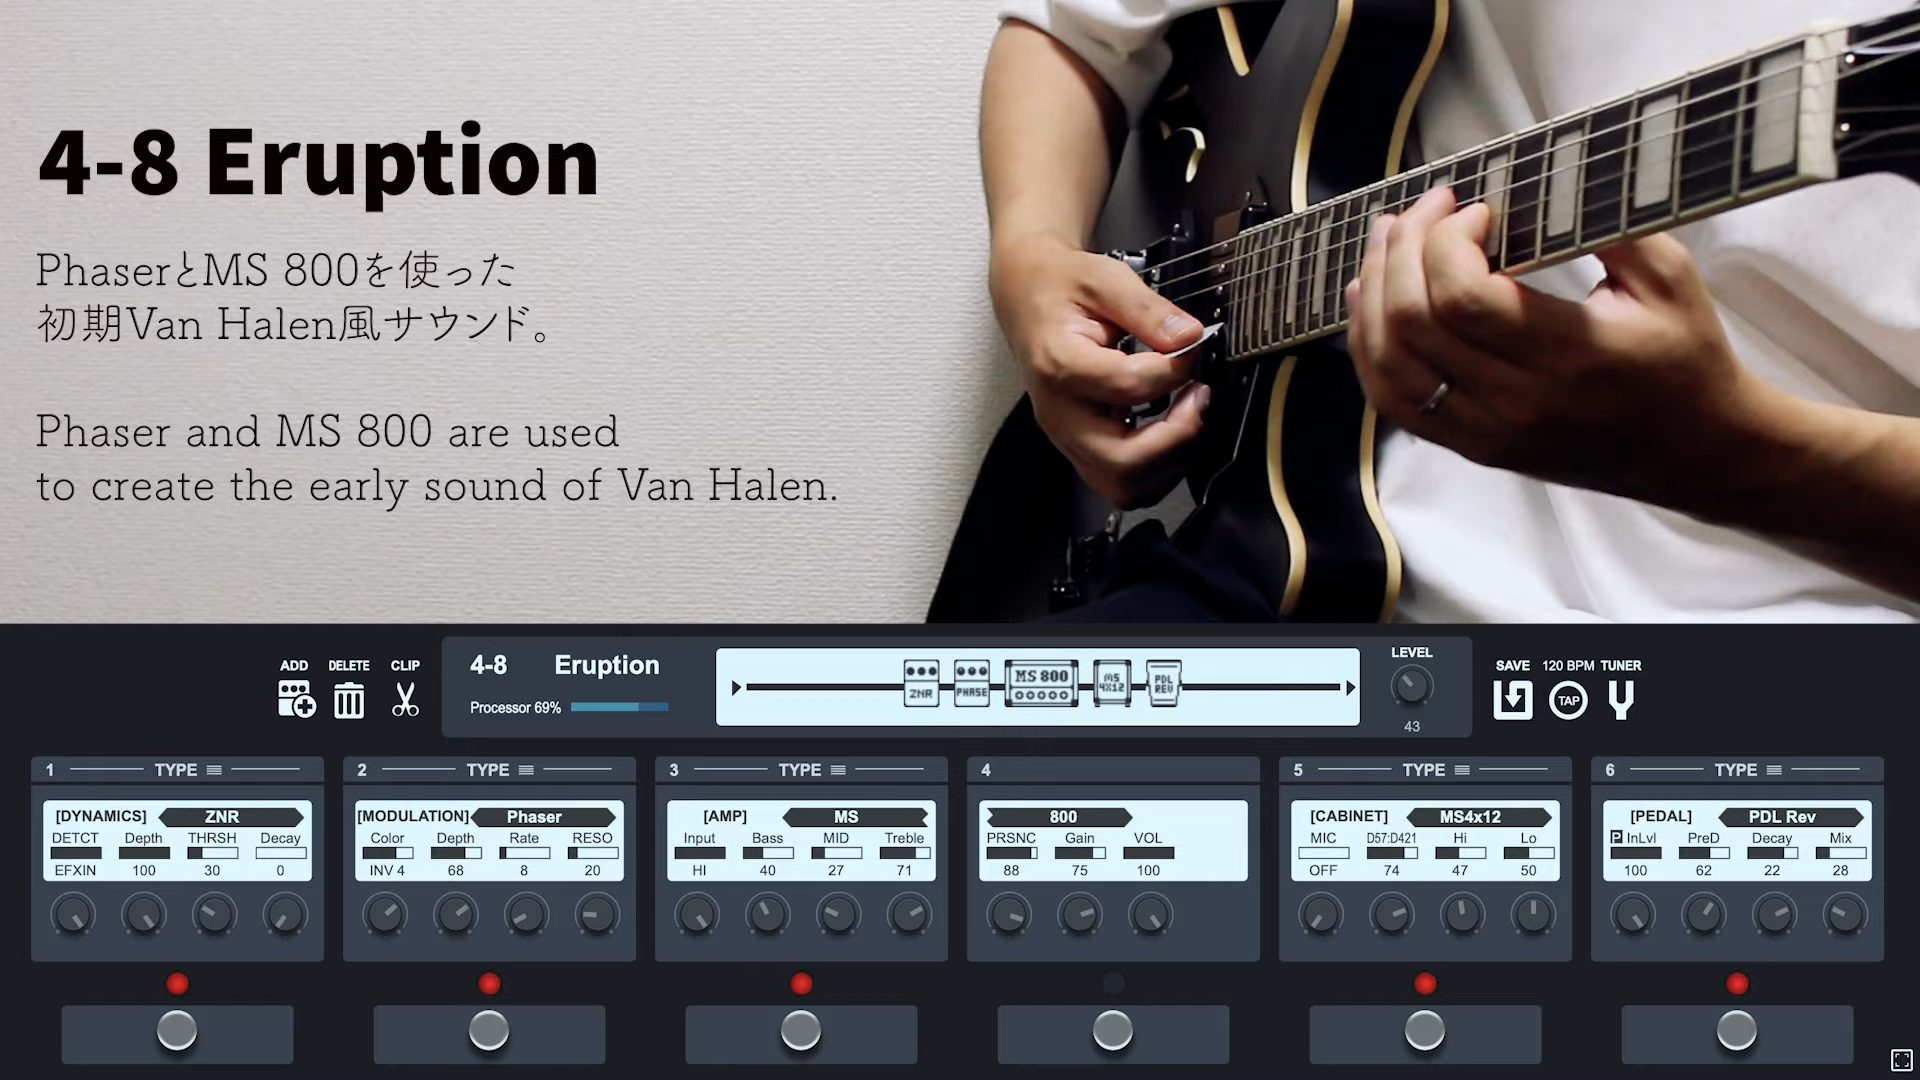 4-8 Eruption
PhaserとMS 800を使った
初期Van Halen風サウンド。
Phaser and MS 800 are used
to create the early sound of Van Halen.
ADD DELETE CLIP
4-8 Eruption
Processor 69%
ZNR PHASE MS 800 MS 4X12 PDL REV
LEVEL
43
SAVE 120 BPM TUNER
TAP
1 TYPE
[DYNAMICS] ZNR
DETCT Depth THRSH Decay
EFXIN 100 30 0
2 TYPE
[MODULATION] Phaser
Color Depth Rate RESO
INV 4 68 8 20
3 TYPE
[AMP] MS
Input Bass MID Treble
HI 40 27 71
4
800
PRSNC Gain VOL
88 75 100
5 TYPE
[CABINET] MS4x12
MIC D57:D421 Hi Lo
OFF 74 47 50
6 TYPE
[PEDAL] PDL Rev
P InLvl PreD Decay Mix
100 62 22 28